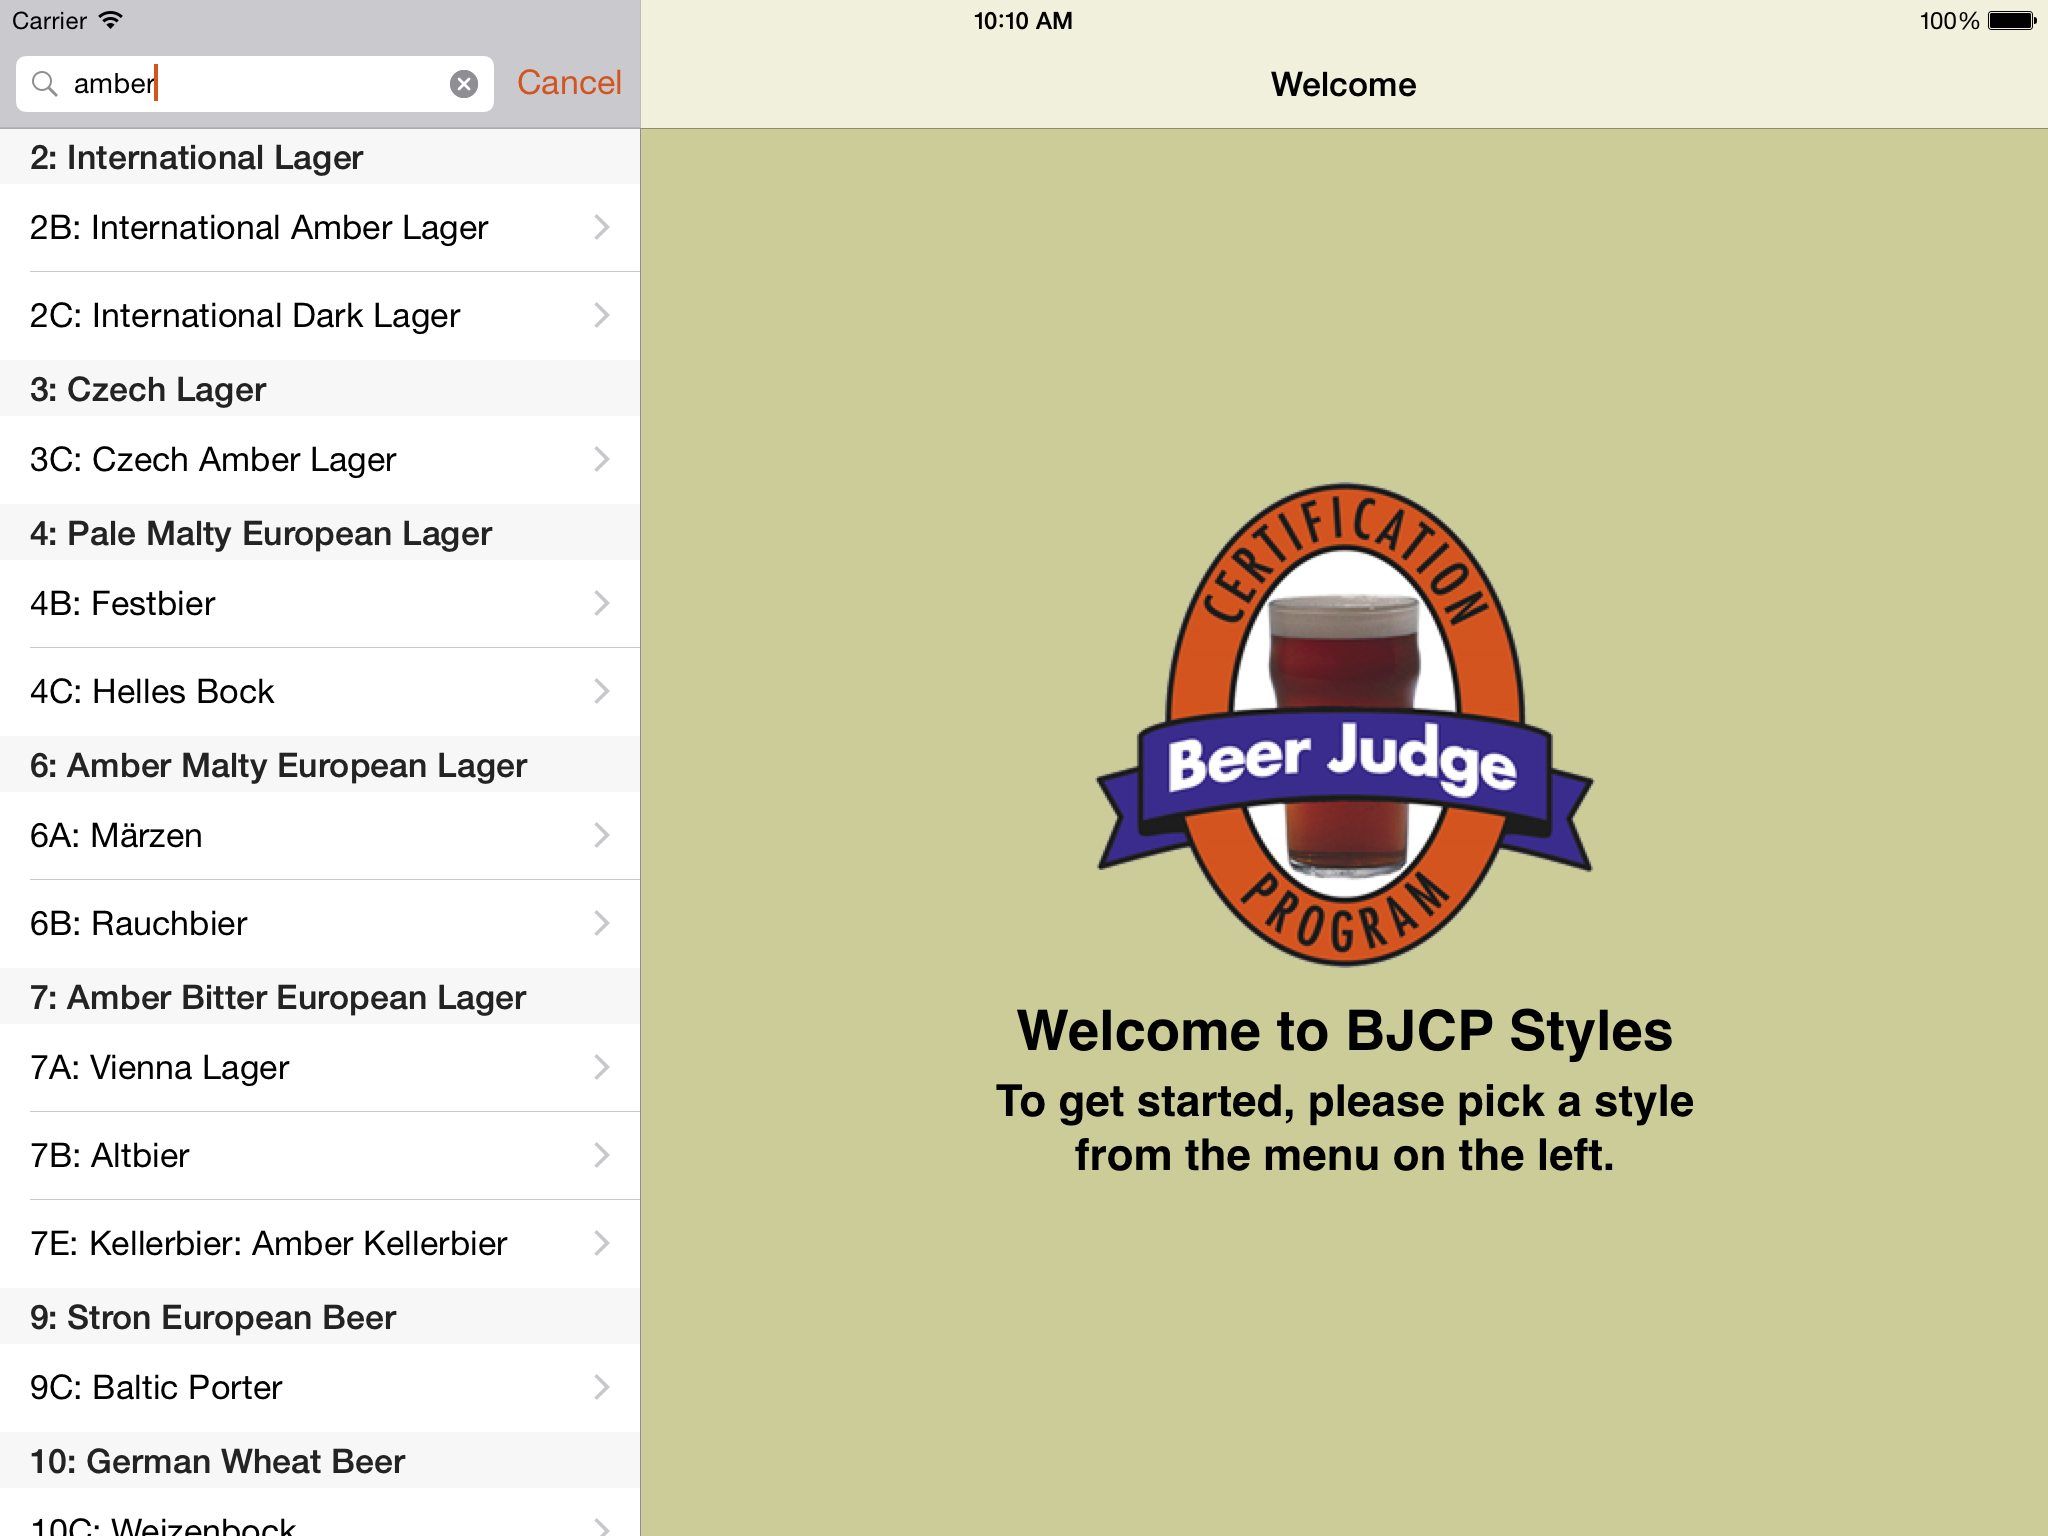 Carrier
10:10 AM
100%
amber
Cancel
Welcome
2: International Lager
2B: International Amber Lager
2C: International Dark Lager
3: Czech Lager
3C: Czech Amber Lager
4: Pale Malty European Lager
4B: Festbier
4C: Helles Bock
6: Amber Malty European Lager
6A: Märzen
6B: Rauchbier
7: Amber Bitter European Lager
7A: Vienna Lager
7B: Altbier
7E: Kellerbier: Amber Kellerbier
9: Stron European Beer
9C: Baltic Porter
10: German Wheat Beer
10C: Weizenbock
CERTIFICATION
Beer Judge
PROGRAM
Welcome to BJCP Styles
To get started, please pick a style
from the menu on the left.